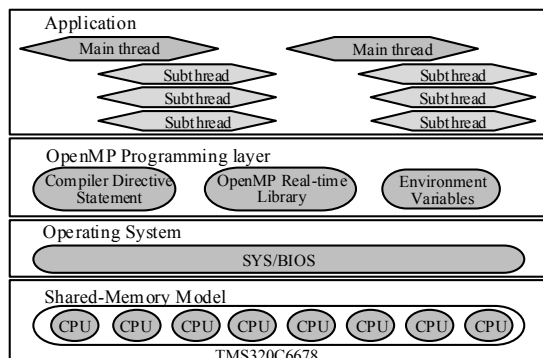 Application
Main thread Main thread
Subthread Subthread
Subthread Subthread
Subthread Subthread
OpenMP Programming layer
Compiler Directive Statement
OpenMP Real-time Library
Environment Variables
Operating System
SYS/BIOS
Shared-Memory Model
CPU CPU CPU CPU CPU CPU CPU CPU
TMS320C6678